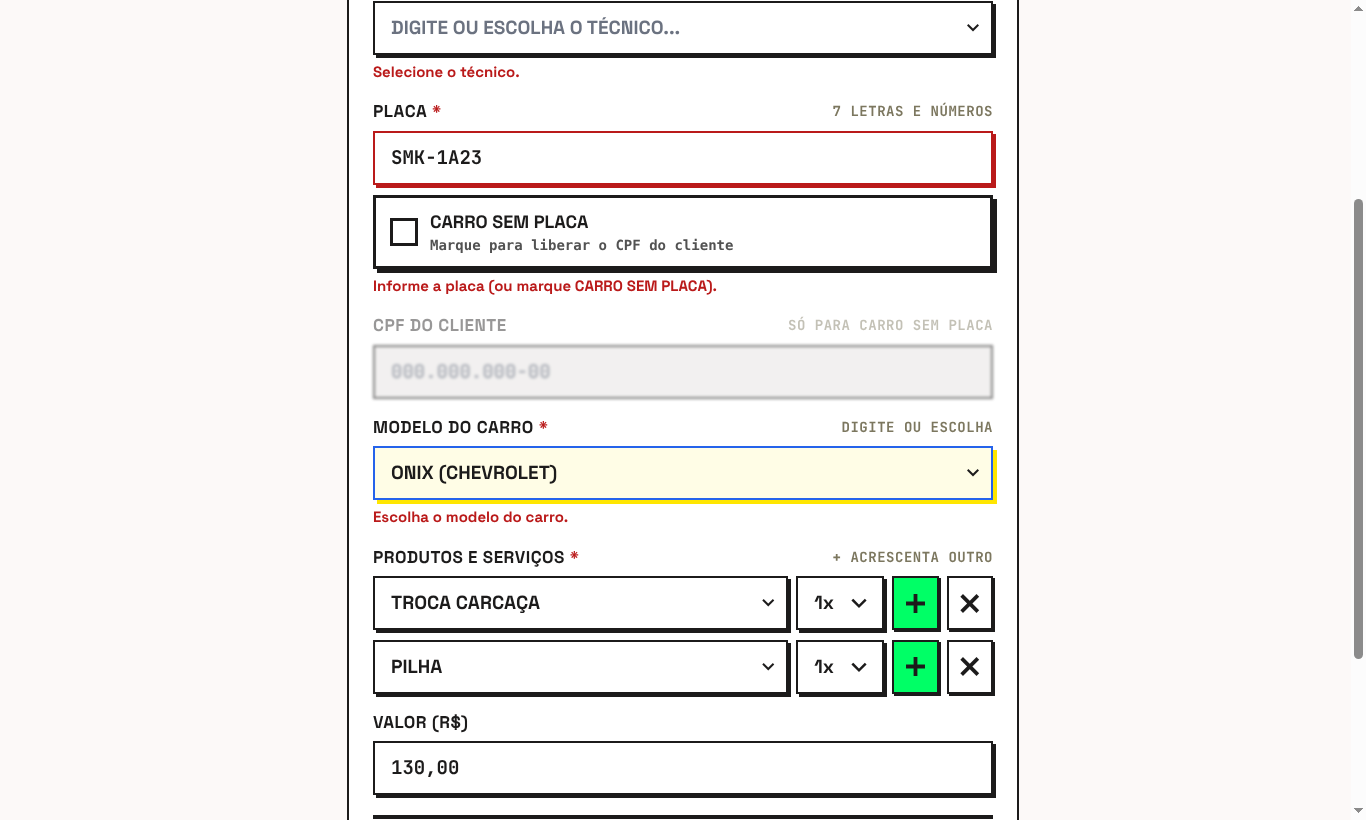 DIGITE OU ESCOLHA O TÉCNICO...
Selecione o técnico.
PLACA * 7 LETRAS E NÚMEROS
SMK-1A23
CARRO SEM PLACA
Marque para liberar o CPF do cliente
Informe a placa (ou marque CARRO SEM PLACA).
CPF DO CLIENTE SÓ PARA CARRO SEM PLACA
000.000.000-00
MODELO DO CARRO * DIGITE OU ESCOLHA
ONIX (CHEVROLET)
Escolha o modelo do carro.
PRODUTOS E SERVIÇOS * + ACRESCENTA OUTRO
TROCA CARCAÇA 1x + ×
PILHA 1x + ×
VALOR (R$)
130,00